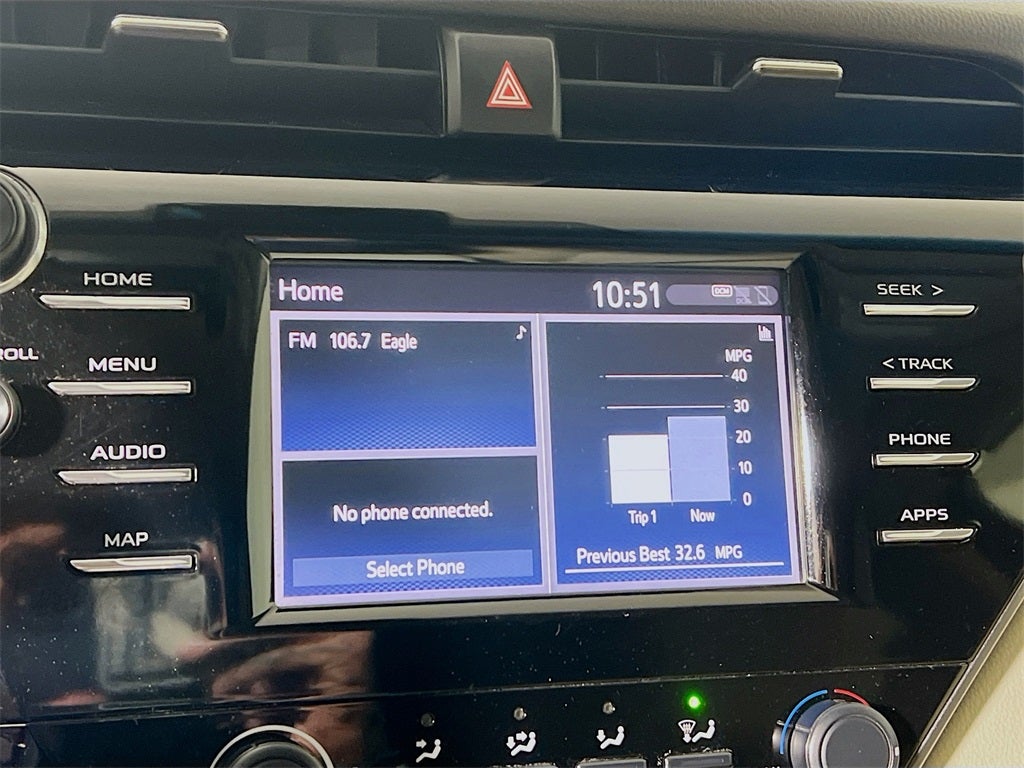 HOME
MENU
AUDIO
MAP
ROLL
Home
10:51
DCM
FM 106.7 Eagle
No phone connected.
Select Phone
MPG
40
30
20
10
0
Trip 1
Now
Previous Best 32.6 MPG
SEEK >
< TRACK
PHONE
APPS